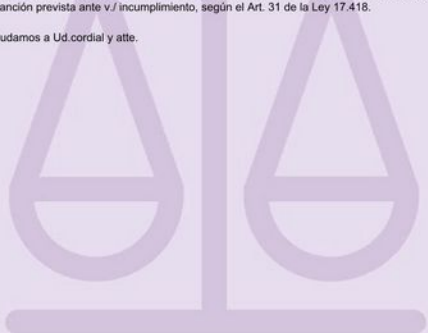 anción prevista ante v./ incumplimiento, según el Art. 31 de la Ley 17.418.
udamos a Ud.cordial y atte.